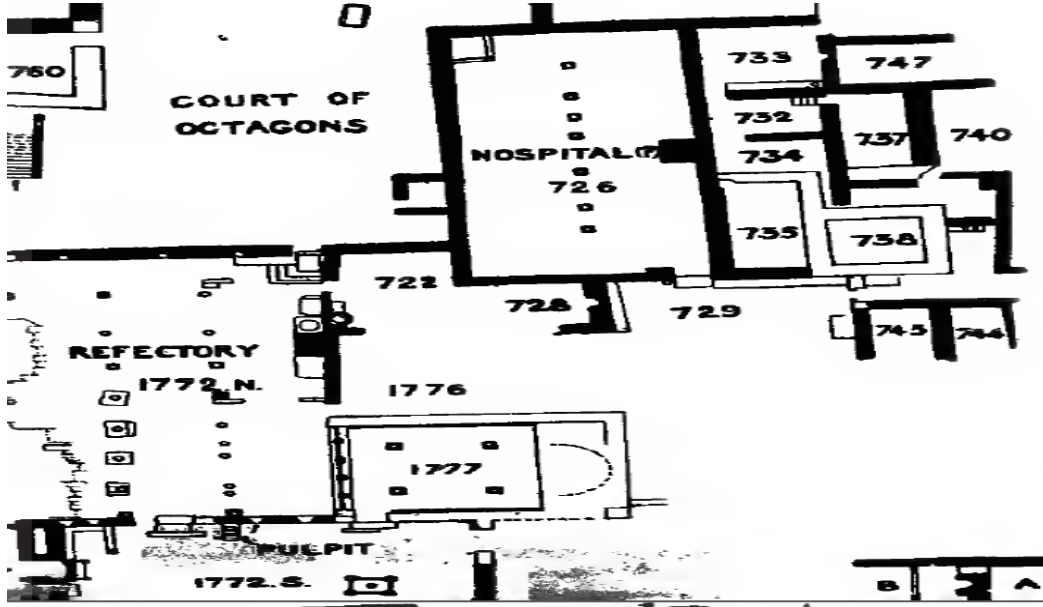 760
COURT OF
OCTAGONS
733
747
732
737
740
NOSPITAL(?)
734
726
735
738
722
728
729
745
744
REFECTORY
1772.N.
1776
1777
PULPIT
1772.S.
B
A